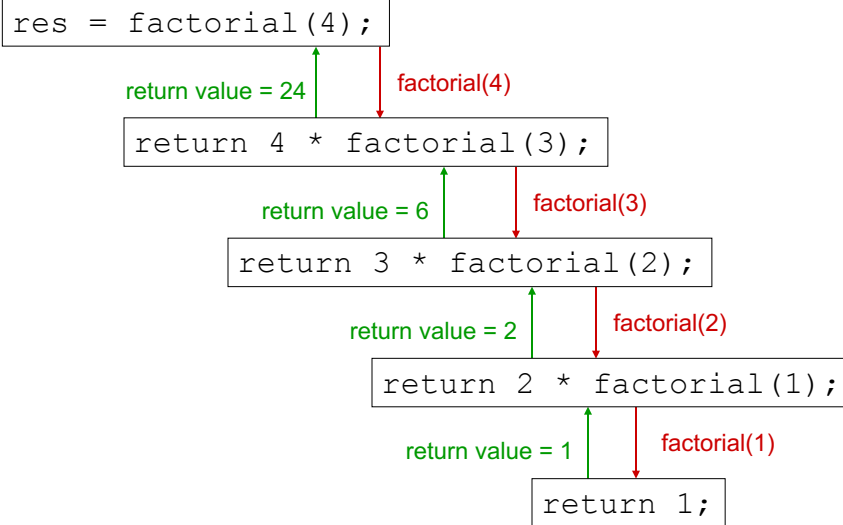 res = factorial(4);
return value = 24
factorial(4)
return 4 * factorial(3);
return value = 6
factorial(3)
return 3 * factorial(2);
return value = 2
factorial(2)
return 2 * factorial(1);
return value = 1
factorial(1)
return 1;